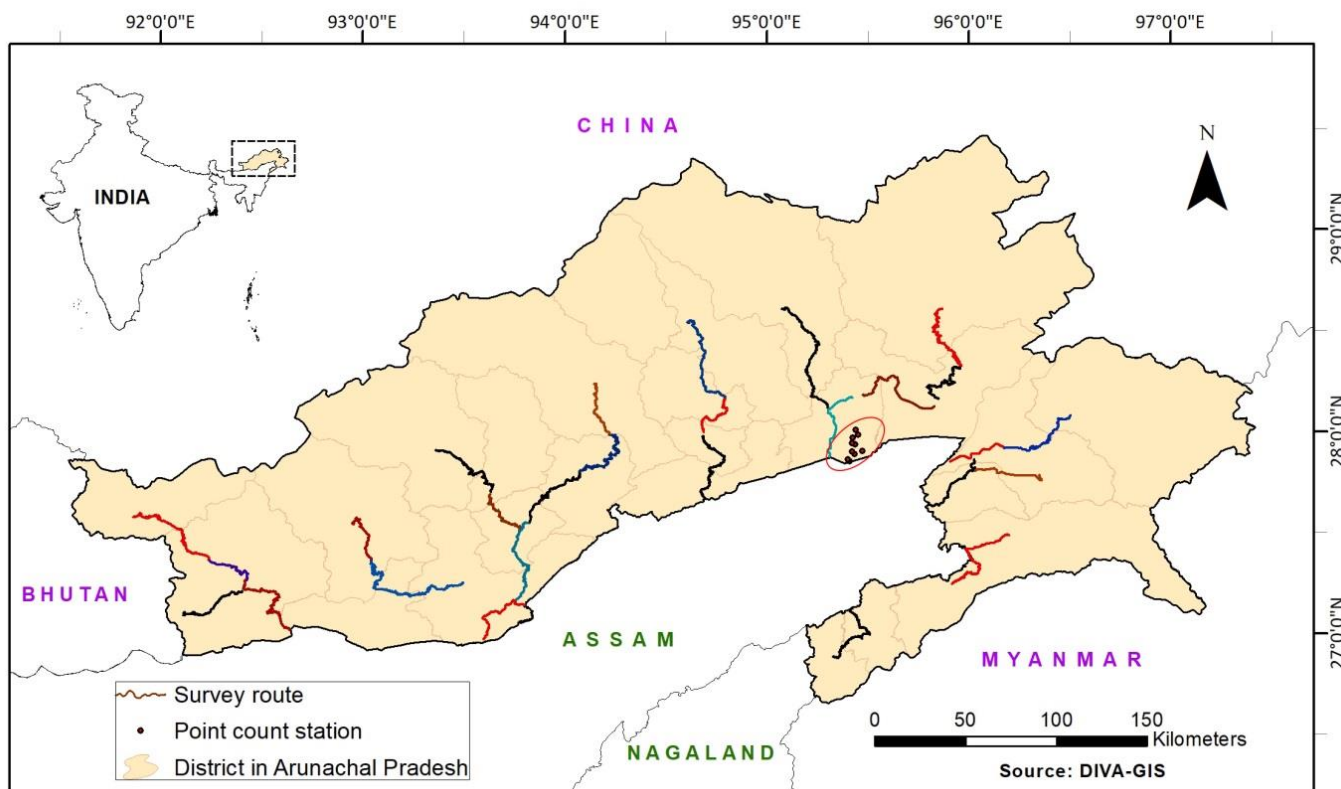 92°0'0"E 93°0'0"E 94°0'0"E 95°0'0"E 96°0'0"E 97°0'0"E
CHINA
N
INDIA
29°0'0"N
28°0'0"N
BHUTAN
ASSAM
27°0'0"N
MYANMAR
Survey route
Point count station
District in Arunachal Pradesh
NAGALAND
0 50 100 150
Kilometers
Source: DIVA-GIS